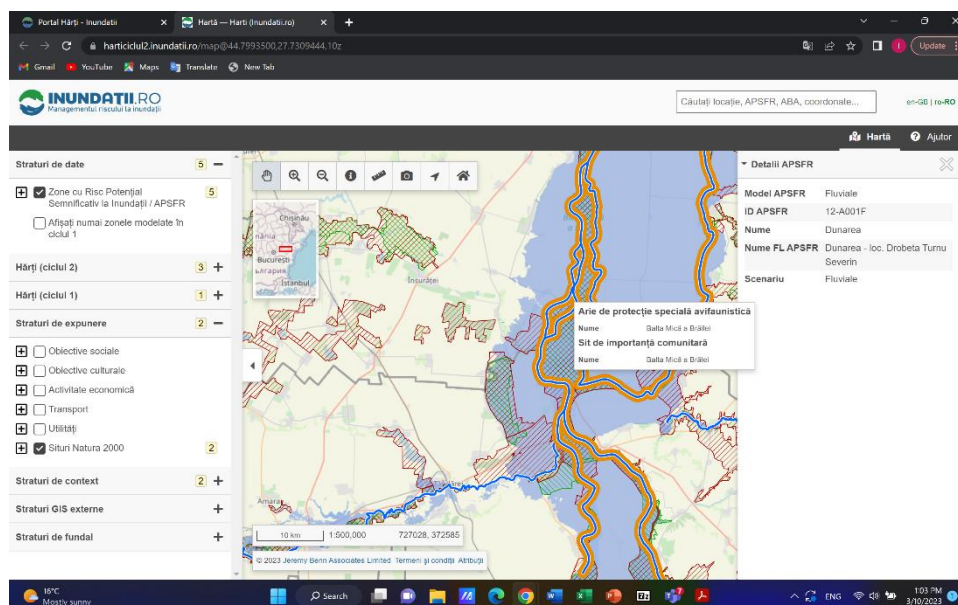 Portal Hărți - Inundatii
Hartă — Harti (Inundatii.ro)
harticiclul2.inundatii.ro/map@44.7993500,27.7309444,10z
Update
Gmail
YouTube
Maps
Translate
New Tab
INUNDAȚII.RO
Managementul riscului la inundații
Căutați locație, APSFR, ABA, coordonate...
en-GB | ro-RO
Hartă
Ajutor
Straturi de date 5
Zone cu Risc Potențial 5
Semnificativ la Inundații / APSFR
Afișați numai zonele modelate în
ciclul 1
Hărți (ciclul 2) 3
Hărți (ciclul 1) 1
Straturi de expunere 2
Obiective sociale
Obiective culturale
Activitate economică
Transport
Utilități
Situri Natura 2000 2
Straturi de context 2
Straturi GIS externe
Straturi de fundal
Chișinău
București
Istanbul
Însurăței
Amara
Arie de protecție specială avifaunistică
Nume Balta Mică a Brăilei
Sit de importanță comunitară
Nume Balta Mică a Brăilei
10 km 1:500,000 727028, 372585
© 2023 Jeremy Benn Associates Limited Termeni și condiții Atribuții
Detalii APSFR
Model APSFR Fluviale
ID APSFR 12-A001F
Nume Dunarea
Nume FL APSFR Dunarea - loc. Drobeta Turnu
Severin
Scenariu Fluviale
16°C
Mostly sunny
Search
ENG
1:03 PM
3/10/2023